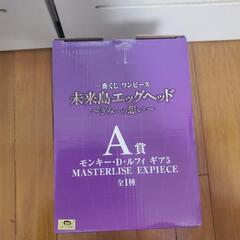 一番くじ ワンピース
未来島エッグヘッド
～きみへの想い～
A賞
モンキー・D・ルフィ ギア5
MASTERLISE EXPIECE
全1種